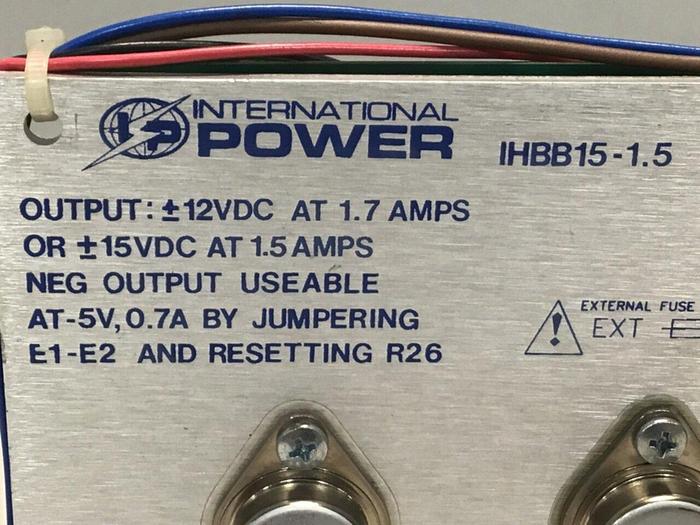 IP
INTERNATIONAL
POWER
IHBB15-1.5
OUTPUT: ±12VDC AT 1.7 AMPS
OR ±15VDC AT 1.5 AMPS
NEG OUTPUT USEABLE
AT-5V, 0.7A BY JUMPERING
E1-E2 AND RESETTING R26
EXTERNAL FUSE
! EXT